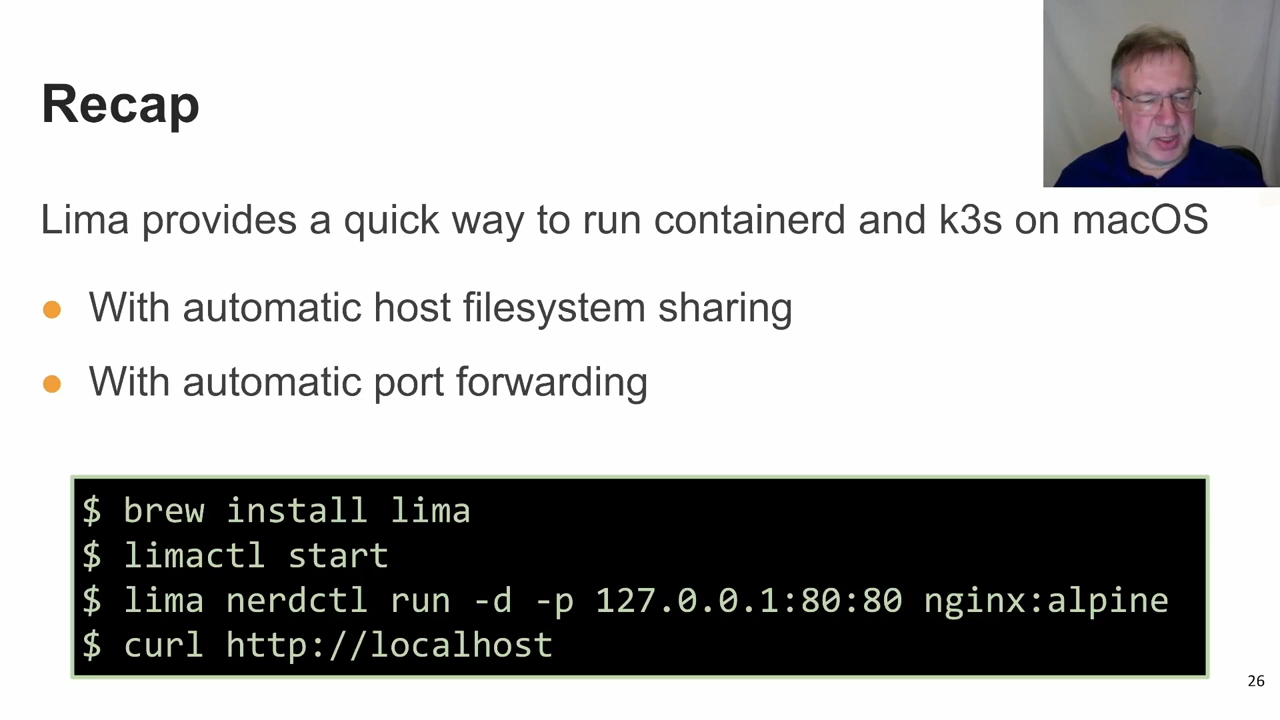 Recap
Lima provides a quick way to run containerd and k3s on macOS
● With automatic host filesystem sharing
● With automatic port forwarding
$ brew install lima
$ limactl start
$ lima nerdctl run -d -p 127.0.0.1:80:80 nginx:alpine
$ curl http://localhost
26